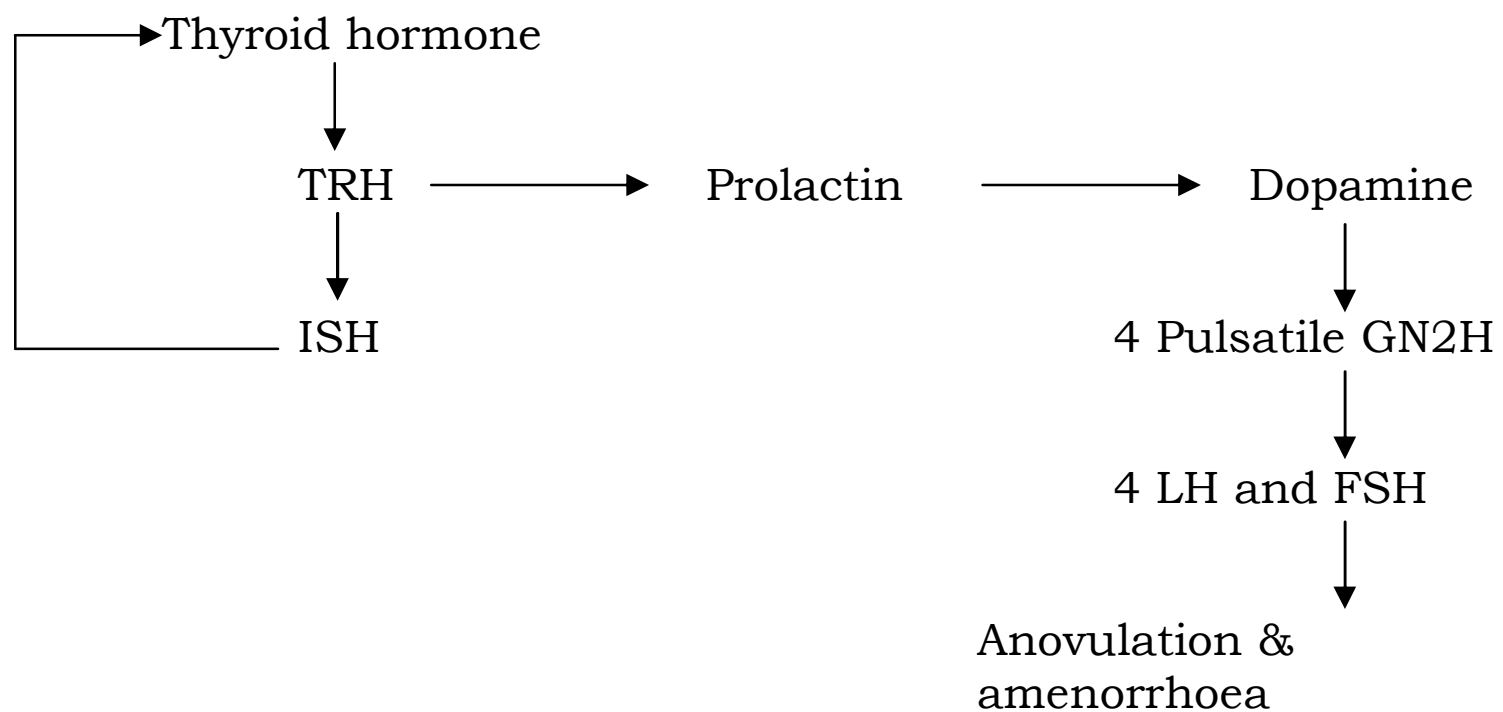 Thyroid hormone
TRH
Prolactin
Dopamine
ISH
4 Pulsatile GN2H
4 LH and FSH
Anovulation &
amenorrhoea